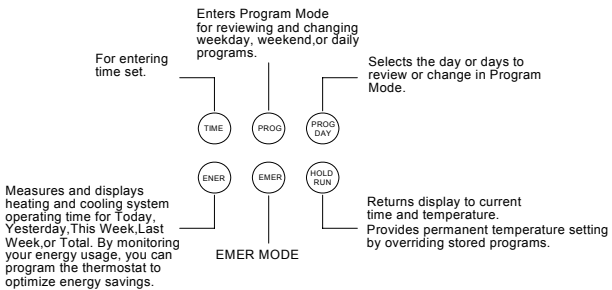 Enters Program Mode
for reviewing and changing
weekday, weekend,or daily
programs.
For entering
time set.
Selects the day or days to
review or change in Program
Mode.
TIME
PROG
PROG
DAY
ENER
EMER
HOLD
RUN
Measures and displays
heating and cooling system
operating time for Today,
Yesterday,This Week,Last
Week,or Total. By monitoring
your energy usage, you can
program the thermostat to
optimize energy savings.
EMER MODE
Returns display to current
time and temperature.
Provides permanent temperature setting
by overriding stored programs.